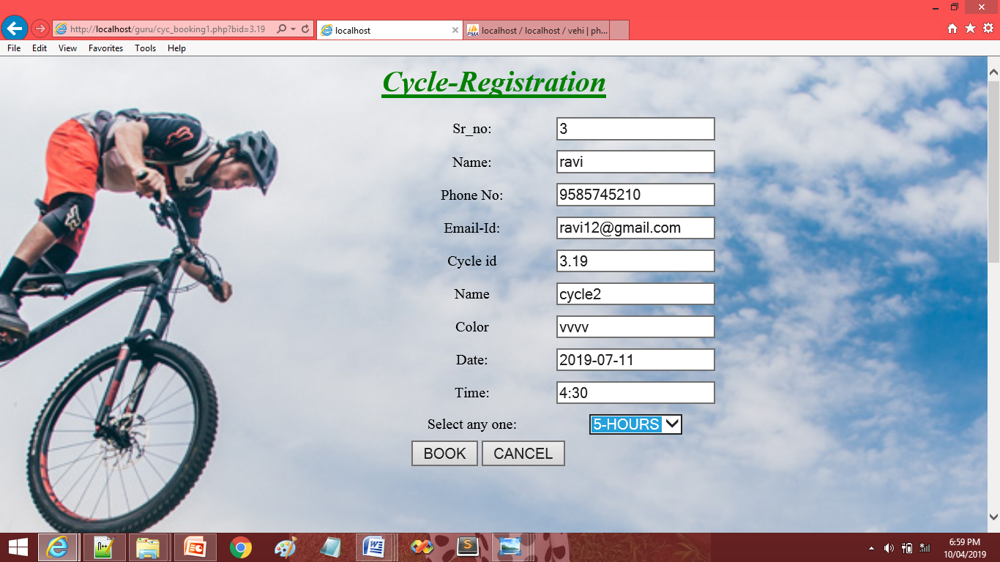 http://localhost/guru/cyc_booking1.php?bid=3.19
localhost
PMA localhost / localhost / vehi | ph...
File Edit View Favorites Tools Help
Cycle-Registration
Sr_no: 3
Name: ravi
Phone No: 9585745210
Email-Id: ravi12@gmail.com
Cycle id 3.19
Name cycle2
Color vvvv
Date: 2019-07-11
Time: 4:30
Select any one: 5-HOURS
BOOK CANCEL
6:59 PM
10/04/2019